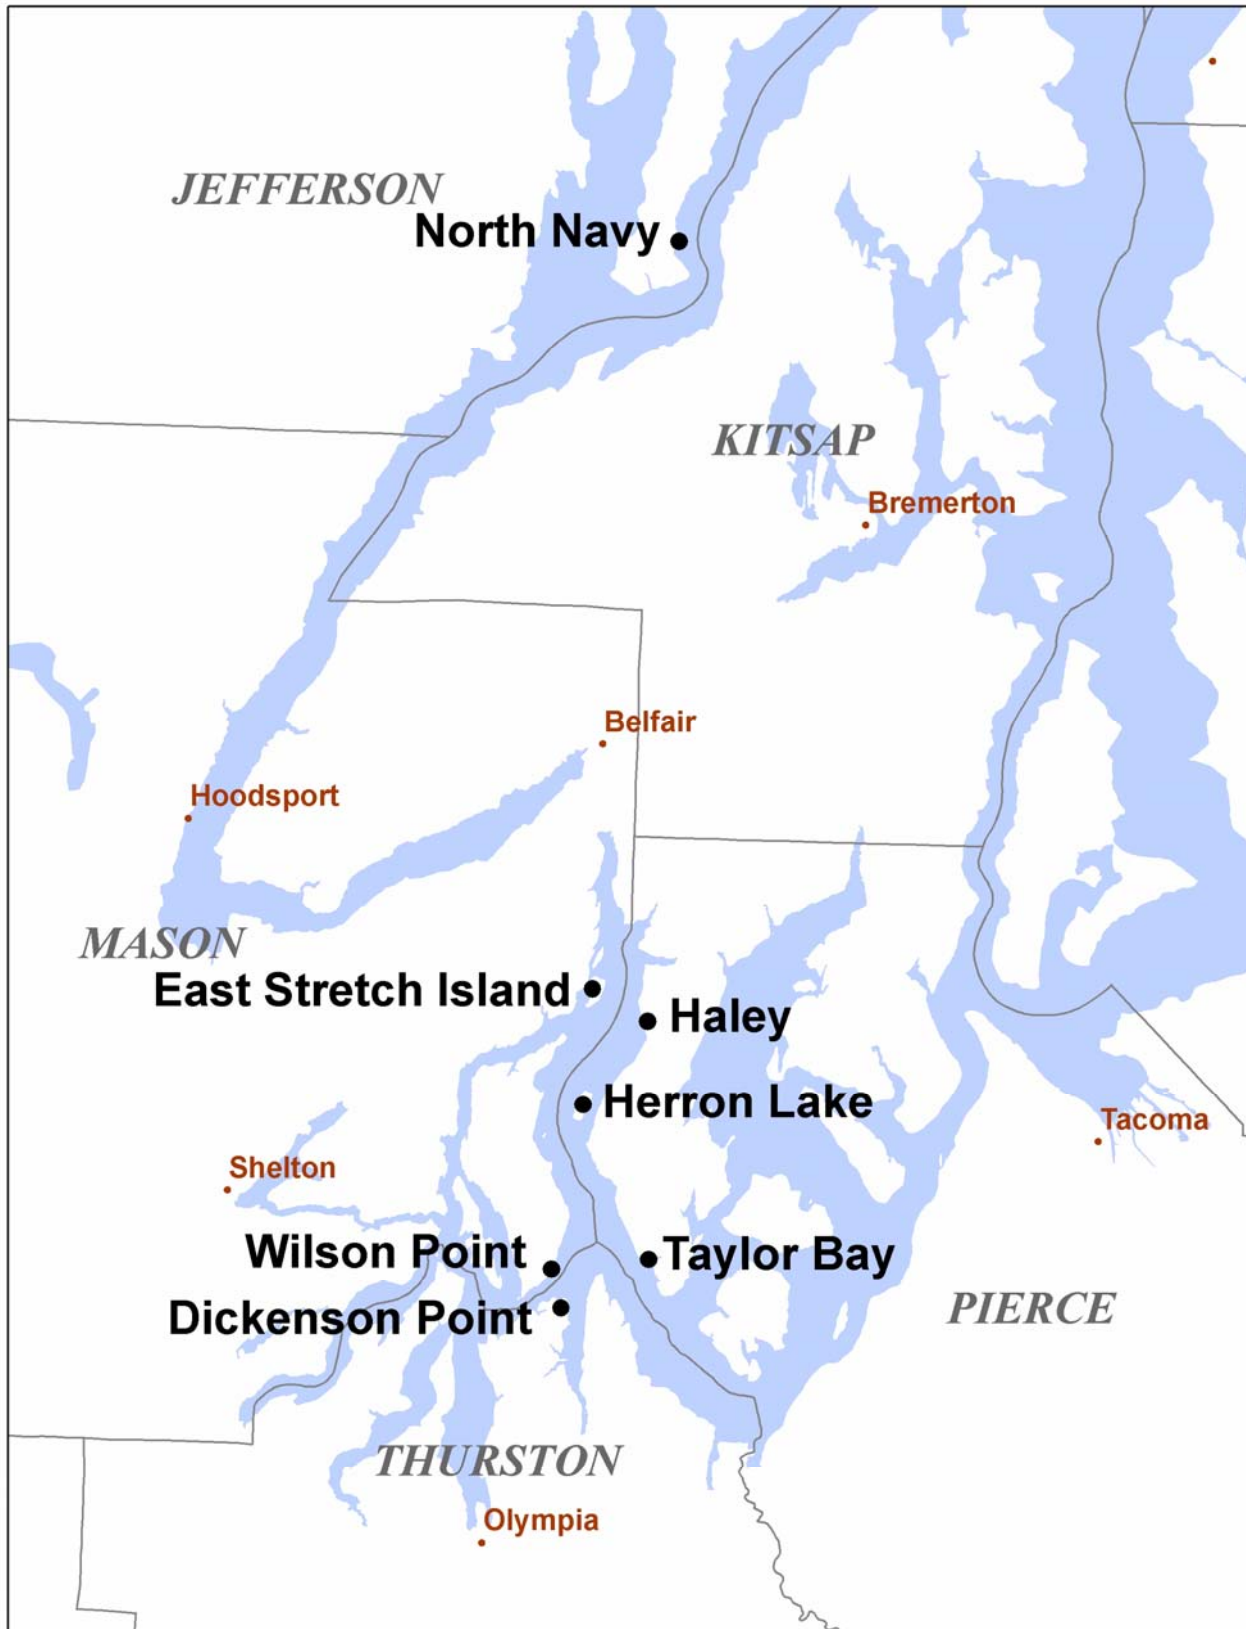 JEFFERSON
North Navy
KITSAP
Bremerton
Belfair
Hoodsport
MASON
East Stretch Island
Haley
Herron Lake
Tacoma
Shelton
Wilson Point
Taylor Bay
Dickenson Point
PIERCE
THURSTON
Olympia